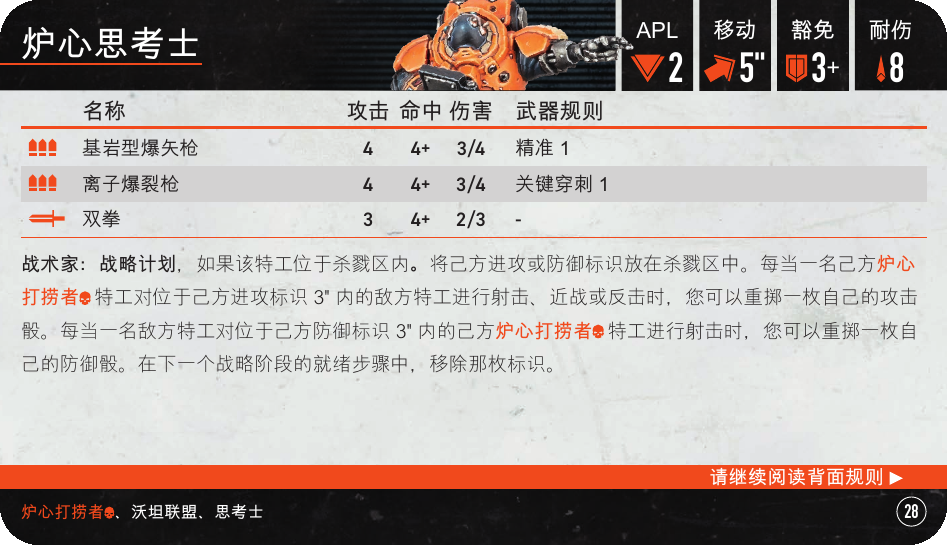 炉心思考士
APL 移动 豁免 耐伤
2 5" 3+ 8
名称 攻击 命中 伤害 武器规则
基岩型爆矢枪 4 4+ 3/4 精准 1
离子爆裂枪 4 4+ 3/4 关键穿刺 1
双拳 3 4+ 2/3 -
战术家：战略计划，如果该特工位于杀戮区内。将己方进攻或防御标识放在杀戮区中。每当一名己方炉心
打捞者特工对位于己方进攻标识 3" 内的敌方特工进行射击、近战或反击时，您可以重掷一枚自己的攻击
骰。每当一名敌方特工对位于己方防御标识 3" 内的己方炉心打捞者特工进行射击时，您可以重掷一枚自
己的防御骰。在下一个战略阶段的就绪步骤中，移除那枚标识。
请继续阅读背面规则 ▶
炉心打捞者、沃坦联盟、思考士
28